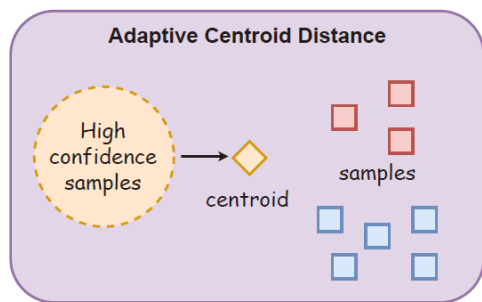 Adaptive Centroid Distance
High
confidence
samples
centroid
samples